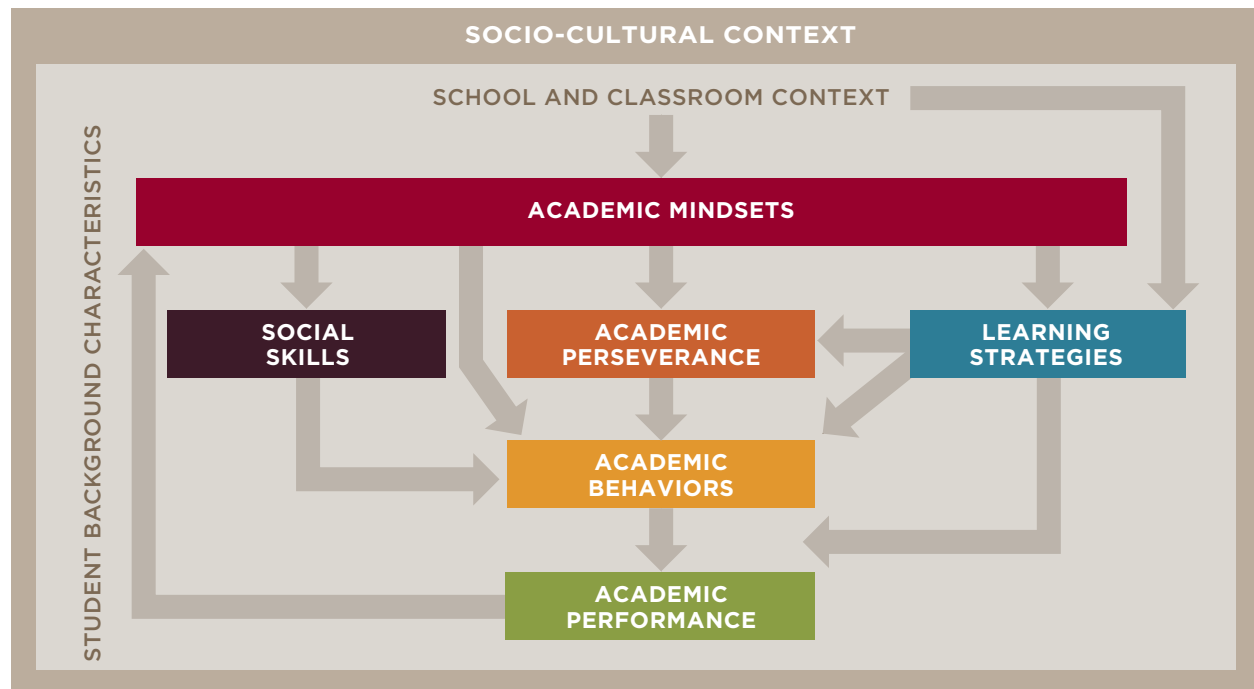 SOCIO-CULTURAL CONTEXT
SCHOOL AND CLASSROOM CONTEXT
STUDENT BACKGROUND CHARACTERISTICS
ACADEMIC MINDSETS
SOCIAL
SKILLS
ACADEMIC
PERSEVERANCE
LEARNING
STRATEGIES
ACADEMIC
BEHAVIORS
ACADEMIC
PERFORMANCE